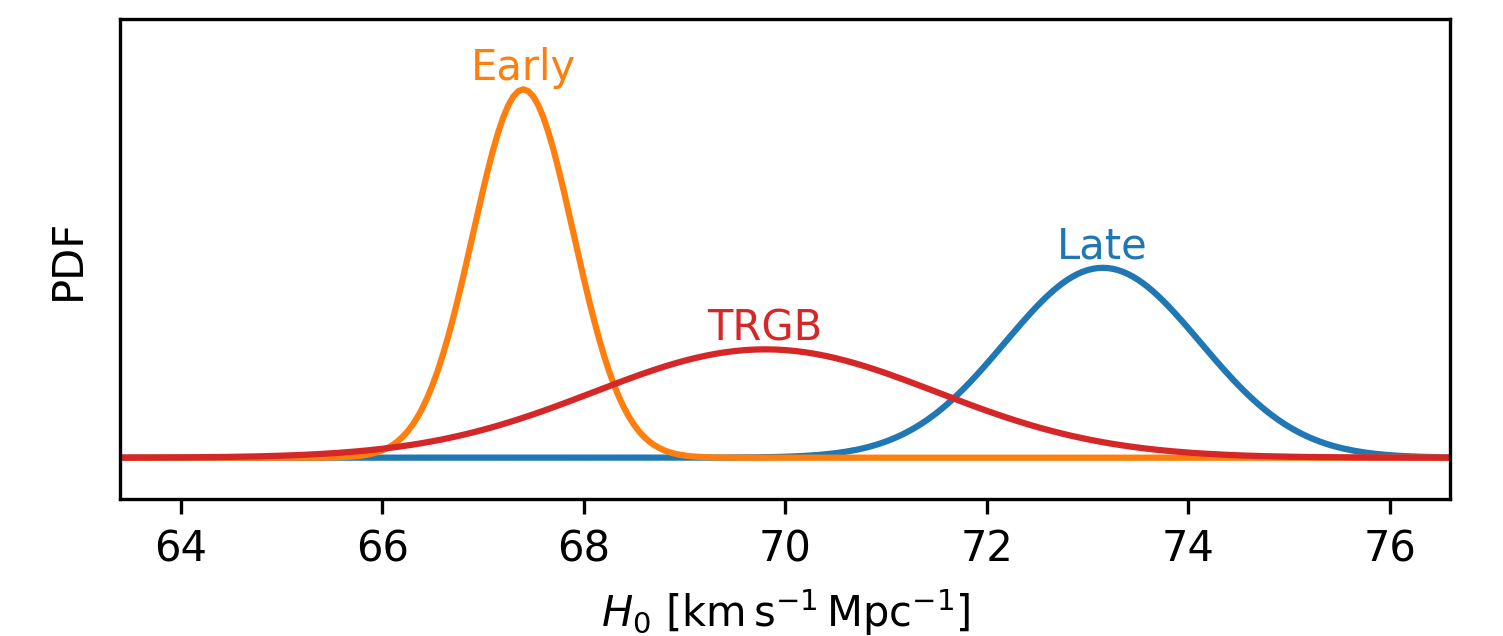 Early
Late
TRGB
PDF
64 66 68 70 72 74 76
H₀ [km s⁻¹ Mpc⁻¹]